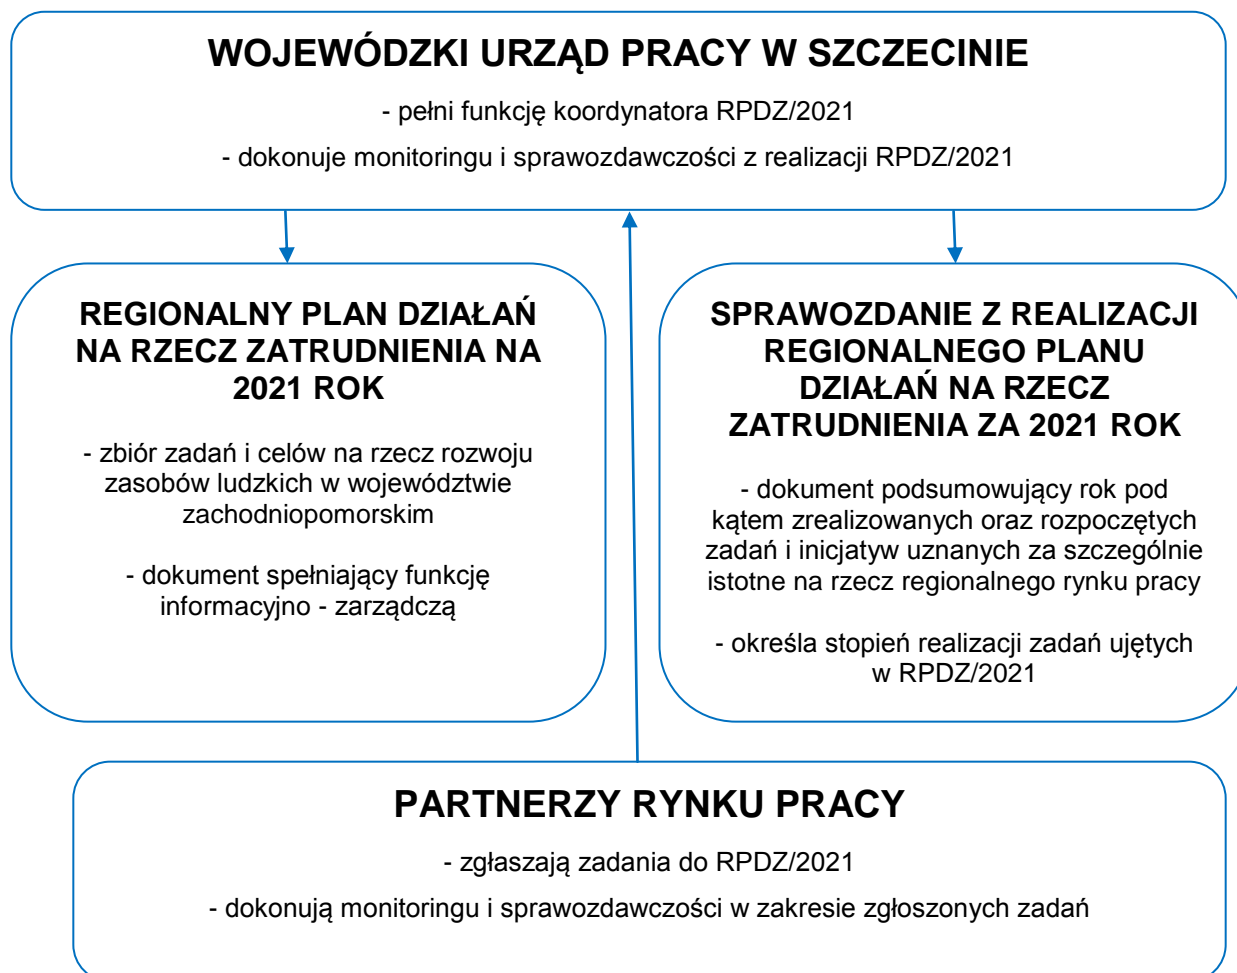 WOJEWÓDZKI URZĄD PRACY W SZCZECINIE
- pełni funkcję koordynatora RPDZ/2021
- dokonuje monitoringu i sprawozdawczości z realizacji RPDZ/2021
REGIONALNY PLAN DZIAŁAŃ
NA RZECZ ZATRUDNIENIA NA
2021 ROK
- zbiór zadań i celów na rzecz rozwoju
zasobów ludzkich w województwie
zachodniopomorskim
- dokument spełniający funkcję
informacyjno - zarządczą
SPRAWOZDANIE Z REALIZACJI
REGIONALNEGO PLANU
DZIAŁAŃ NA RZECZ
ZATRUDNIENIA ZA 2021 ROK
- dokument podsumowujący rok pod
kątem zrealizowanych oraz rozpoczętych
zadań i inicjatyw uznanych za szczególnie
istotne na rzecz regionalnego rynku pracy
- określa stopień realizacji zadań ujętych
w RPDZ/2021
PARTNERZY RYNKU PRACY
- zgłaszają zadania do RPDZ/2021
- dokonują monitoringu i sprawozdawczości w zakresie zgłoszonych zadań